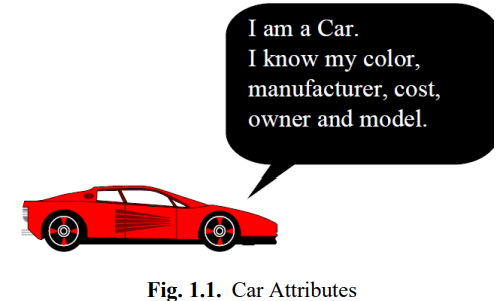 I am a Car.
I know my color,
manufacturer, cost,
owner and model.
Fig. 1.1. Car Attributes